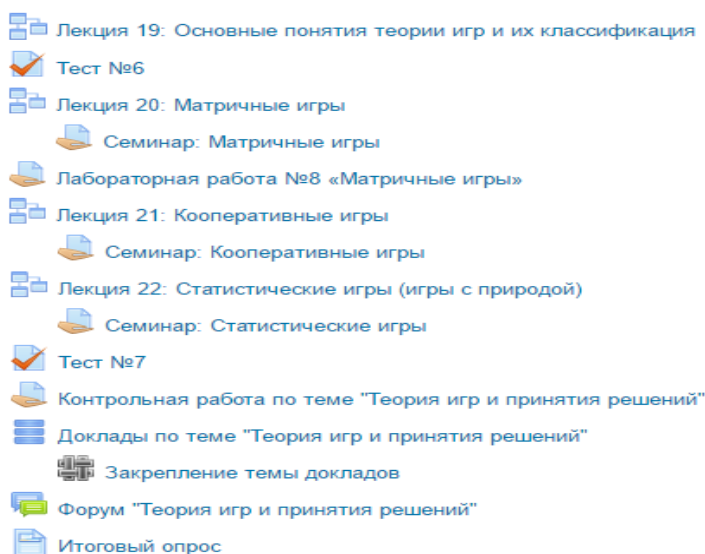 Лекция 19: Основные понятия теории игр и их классификация
Тест №6
Лекция 20: Матричные игры
Семинар: Матричные игры
Лабораторная работа №8 «Матричные игры»
Лекция 21: Кооперативные игры
Семинар: Кооперативные игры
Лекция 22: Статистические игры (игры с природой)
Семинар: Статистические игры
Тест №7
Контрольная работа по теме "Теория игр и принятия решений"
Доклады по теме "Теория игр и принятия решений"
Закрепление темы докладов
Форум "Теория игр и принятия решений"
Итоговый опрос